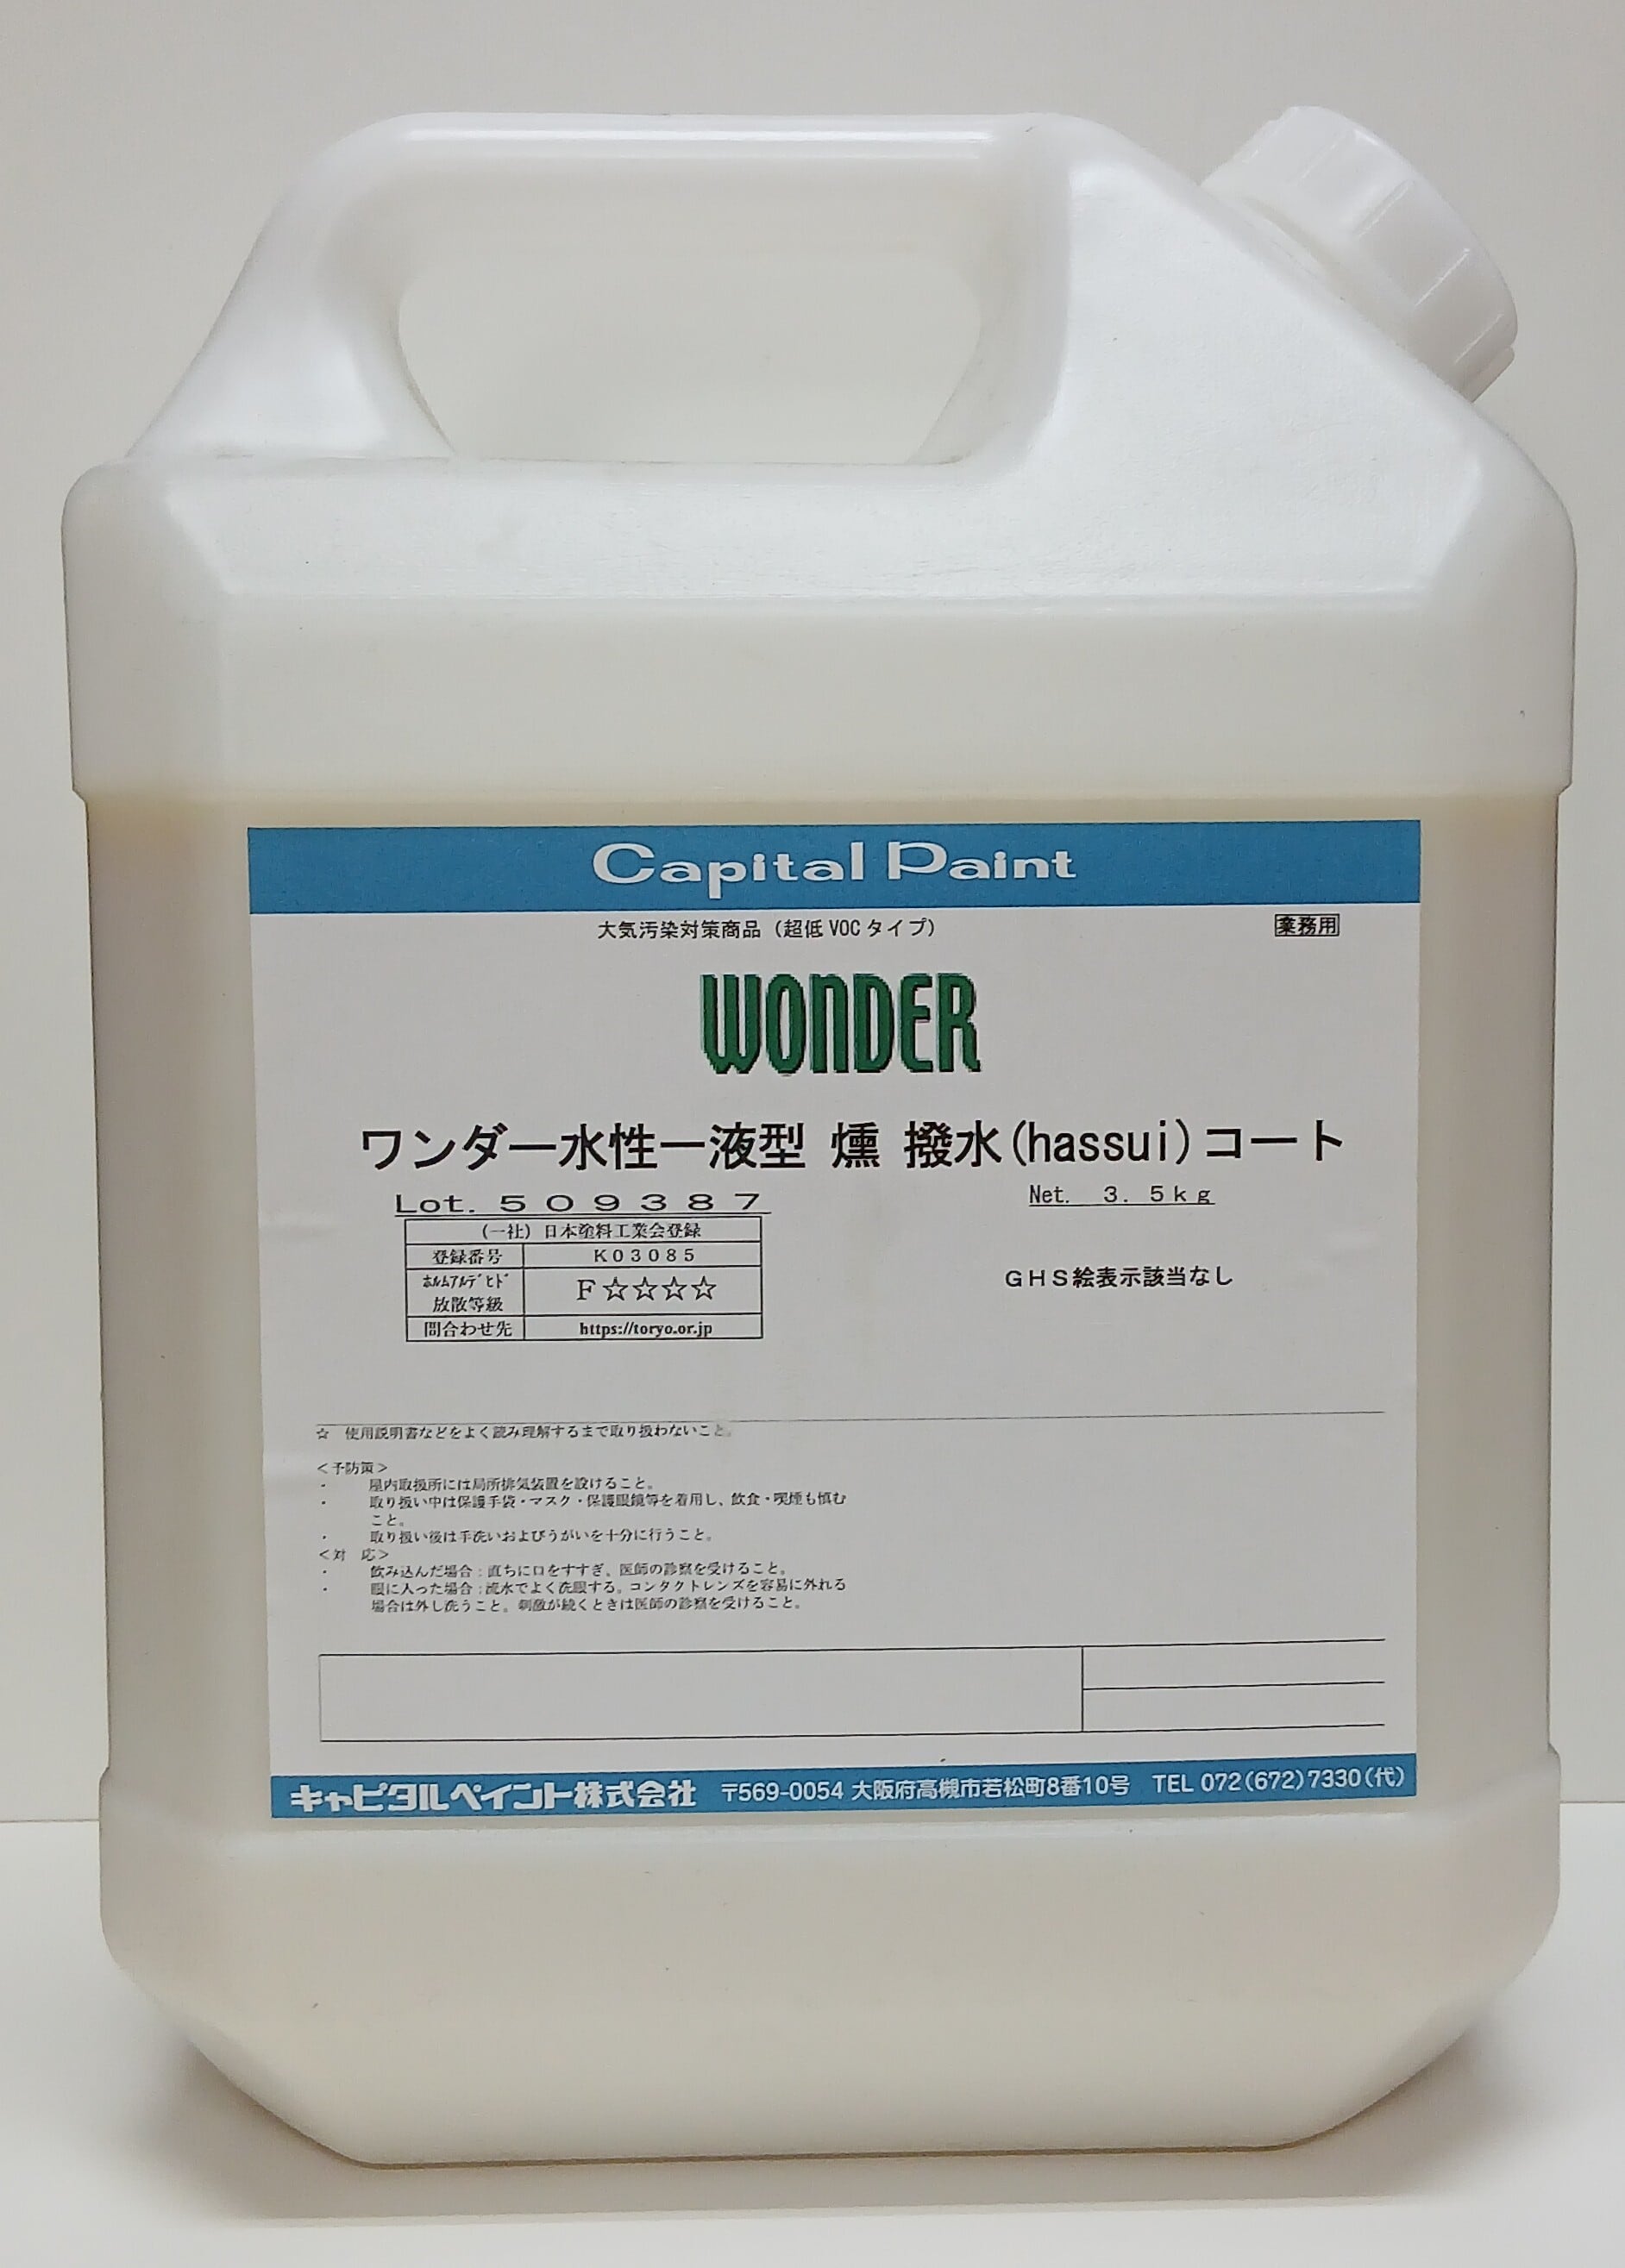 Capital Paint
大気汚染対策商品（超低VOCタイプ）
業務用
WONDER
ワンダー水性一液型 燻 撥水(hassui)コート
Lot. 509387
Net. 3.5kg
(一社) 日本塗料工業会登録
登録番号 K03085
ﾎﾙﾑｱﾙﾃﾞﾋﾄﾞ
放散等級 F☆☆☆☆
問合わせ先 https://toryo.or.jp
GHS絵表示該当なし
☆ 使用説明書などをよく読み理解するまで取り扱わないこと。
＜予防策＞
・ 屋内取扱所には局所排気装置を設けること。
・ 取り扱い中は保護手袋・マスク・保護眼鏡等を着用し、飲食・喫煙も慎む
こと。
・ 取り扱い後は手洗いおよびうがいを十分に行うこと。
＜対 応＞
・ 飲み込んだ場合：直ちに口をすすぎ、医師の診察を受けること。
・ 眼に入った場合：流水でよく洗眼する。コンタクトレンズを容易に外れる
場合は外し洗うこと。刺激が続くときは医師の診察を受けること。
キャピタルペイント株式会社 〒569-0054 大阪府高槻市若松町8番10号 TEL 072(672)7330(代)